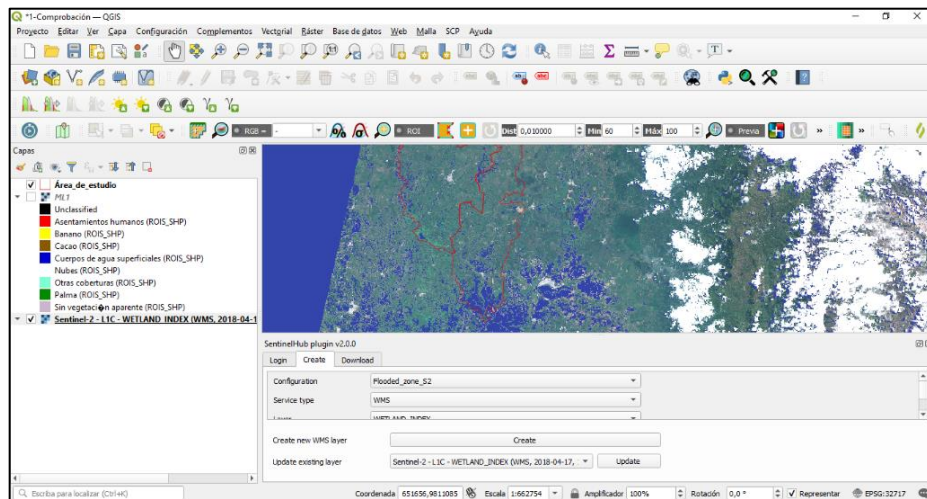 *1-Comprobación — QGIS
Proyecto Editar Ver Capa Configuración Complementos Vectorial Ráster Base de datos Web Malla SCP Ayuda
RGB = - ROI Dist 0,010000 Min 60 Máx 100 Previa
Capas
Área_de_estudio
ML1
Unclassified
Asentamientos humanos (ROIS_SHP)
Banano (ROIS_SHP)
Cacao (ROIS_SHP)
Cuerpos de agua superficiales (ROIS_SHP)
Nubes (ROIS_SHP)
Otras coberturas (ROIS_SHP)
Palma (ROIS_SHP)
Sin vegetaci�n aparente (ROIS_SHP)
Sentinel-2 - L1C - WETLAND_INDEX (WMS, 2018-04-1
SentinelHub plugin v2.0.0
Login Create Download
Configuration Flooded_zone_S2
Service type WMS
Layer WETLAND_INDEX
Create new WMS layer Create
Update existing layer Sentinel-2 - L1C - WETLAND_INDEX (WMS, 2018-04-17, Update
Escriba para localizar (Ctrl+K) Coordenada 651656,9811085 Escala 1:662754 Amplificador 100% Rotación 0,0 ° Representar EPSG:32717